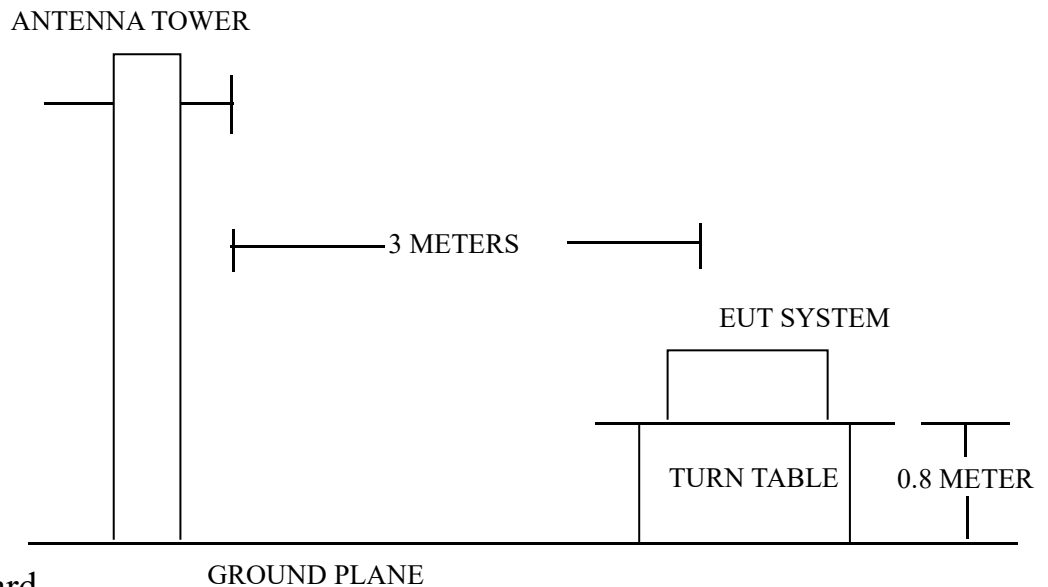 ANTENNA TOWER
3 METERS
EUT SYSTEM
TURN TABLE
0.8 METER
GROUND PLANE